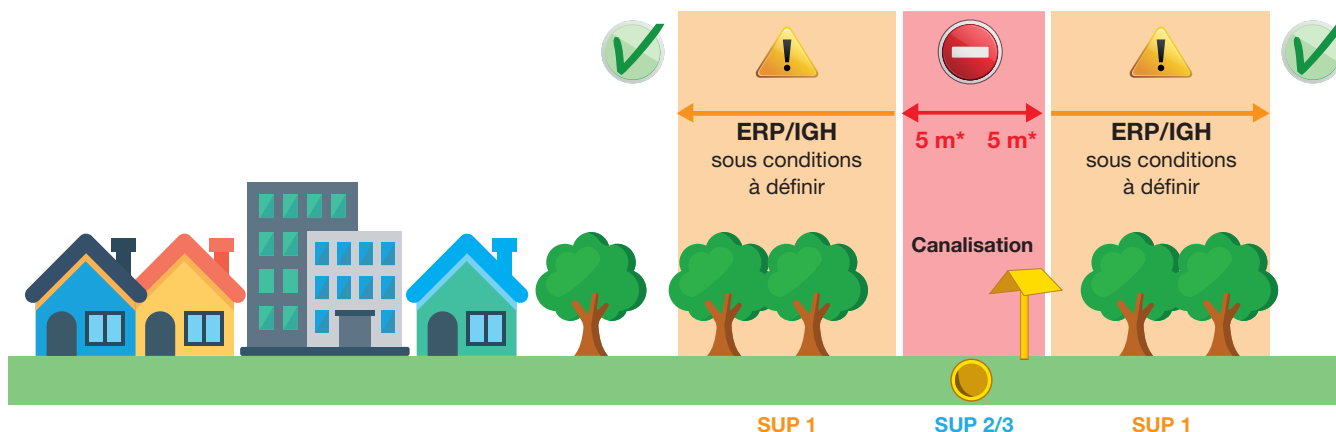 ERP/IGH
sous conditions
à définir
5 m* 5 m*
ERP/IGH
sous conditions
à définir
Canalisation
SUP 1
SUP 2/3
SUP 1